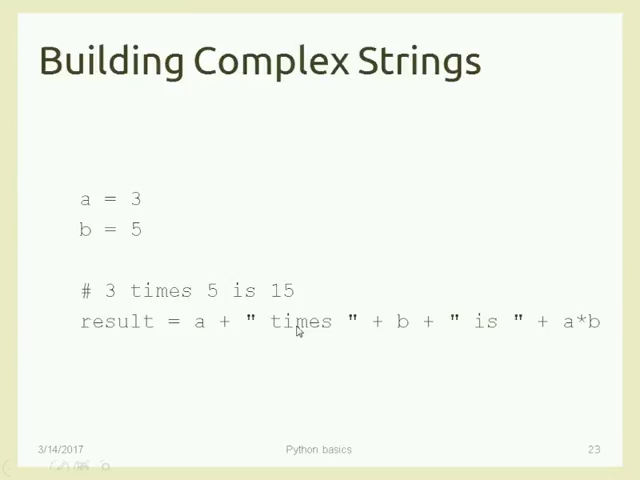 Building Complex Strings
a = 3
b = 5
# 3 times 5 is 15
result = a + " times " + b + " is " + a*b
3/14/2017 Python basics 23